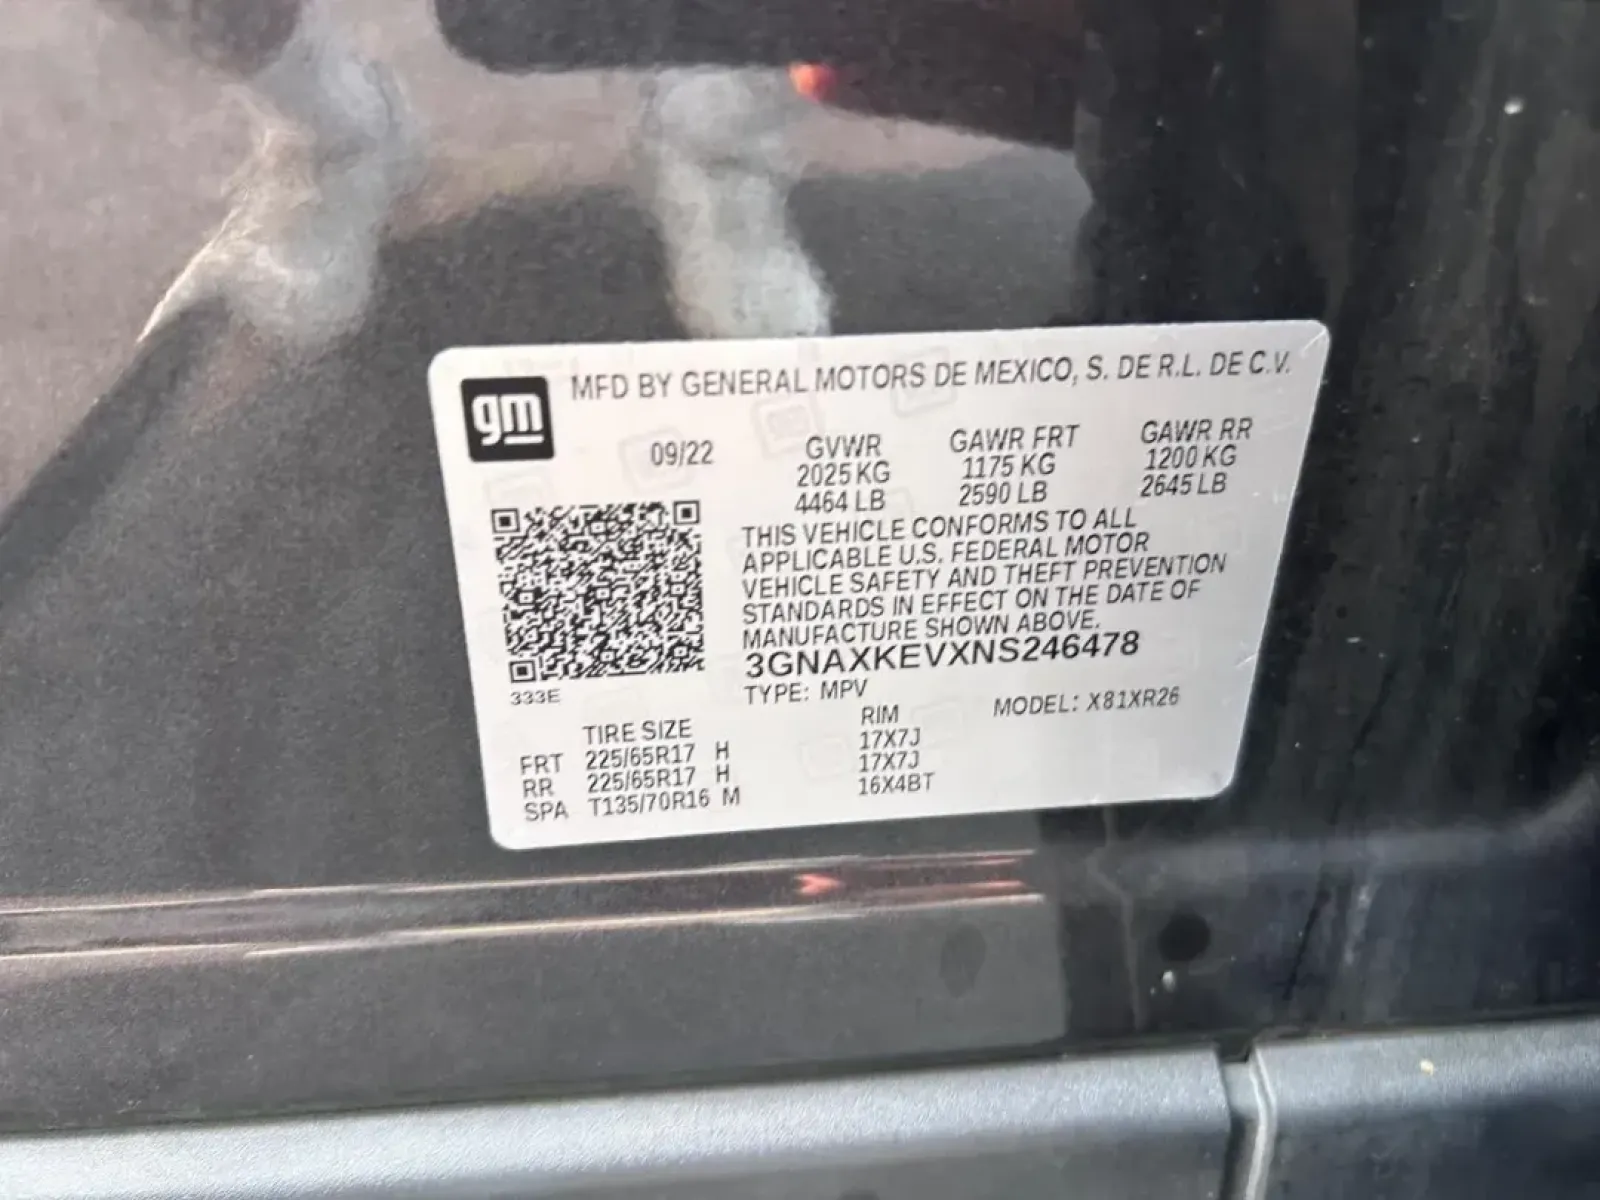 gm
MFD BY GENERAL MOTORS DE MEXICO, S. DE R.L. DE C.V.
09/22
GVWR GAWR FRT GAWR RR
2025 KG 1175 KG 1200 KG
4464 LB 2590 LB 2645 LB
THIS VEHICLE CONFORMS TO ALL
APPLICABLE U.S. FEDERAL MOTOR
VEHICLE SAFETY AND THEFT PREVENTION
STANDARDS IN EFFECT ON THE DATE OF
MANUFACTURE SHOWN ABOVE.
3GNAXKEVXNS246478
333E
TYPE: MPV
MODEL: X81XR26
TIRE SIZE RIM
FRT 225/65R17 H 17X7J
RR 225/65R17 H 17X7J
SPA T135/70R16 M 16X4BT